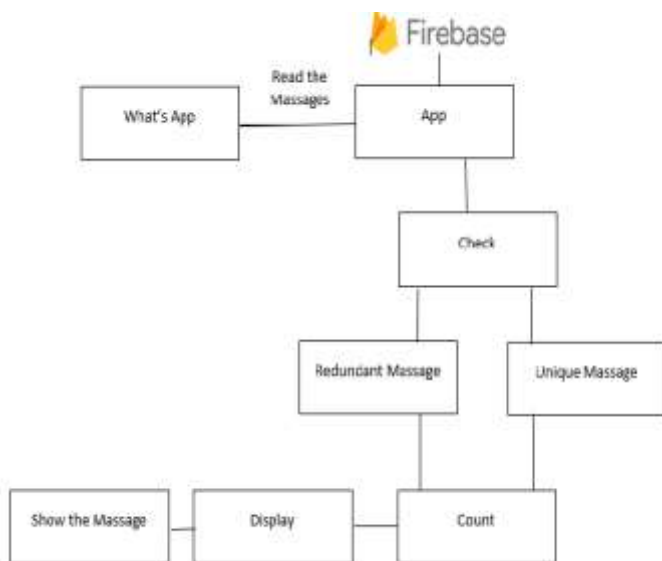 Firebase
Read the
Massages
What's App
App
Check
Redundant Massage
Unique Massage
Show the Massage
Display
Count